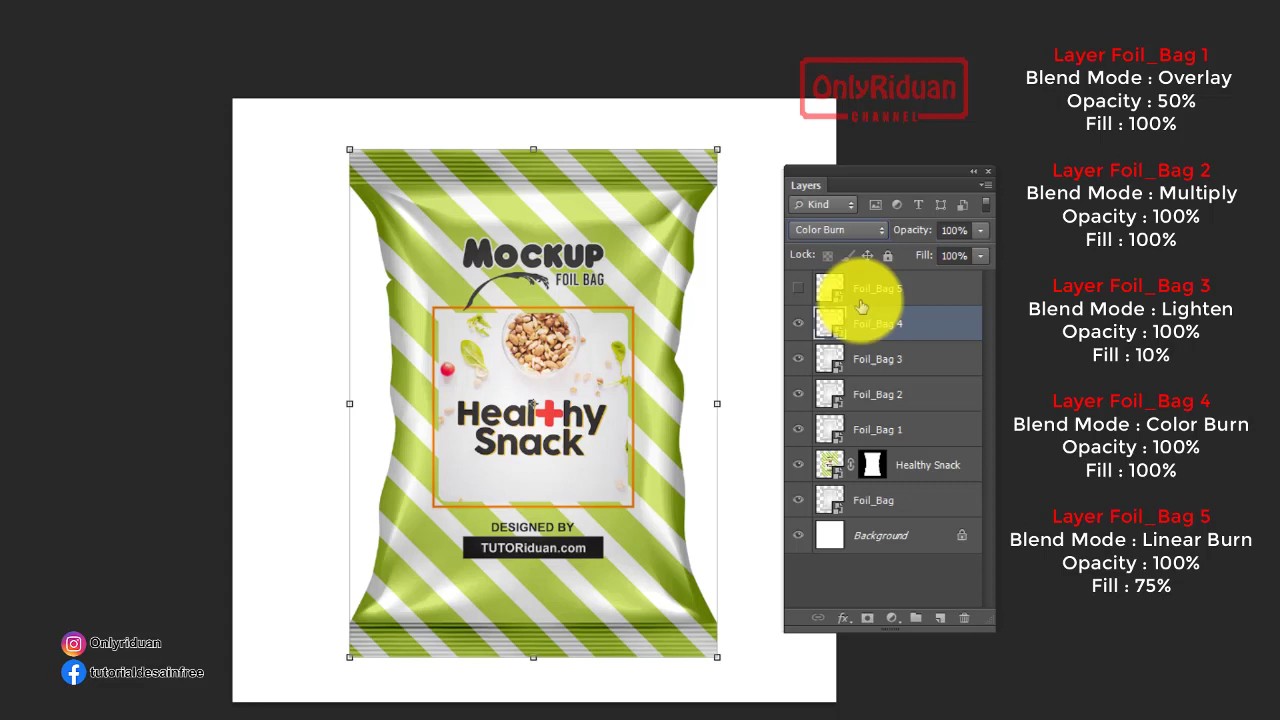 OnlyRiduan
CHANNEL
MOCKUP
FOIL BAG
Heal+hy
Snack
DESIGNED BY
TUTORiduan.com
Onlyriduan
tutorialdesainfree
Layers
Kind
Color Burn
Opacity: 100%
Lock:
Fill: 100%
Foil_Bag 5
Foil_Bag 4
Foil_Bag 3
Foil_Bag 2
Foil_Bag 1
Healthy Snack
Foil_Bag
Background
fx
Layer Foil_Bag 1
Blend Mode : Overlay
Opacity : 50%
Fill : 100%
Layer Foil_Bag 2
Blend Mode : Multiply
Opacity : 100%
Fill : 100%
Layer Foil_Bag 3
Blend Mode : Lighten
Opacity : 100%
Fill : 10%
Layer Foil_Bag 4
Blend Mode : Color Burn
Opacity : 100%
Fill : 100%
Layer Foil_Bag 5
Blend Mode : Linear Burn
Opacity : 100%
Fill : 75%